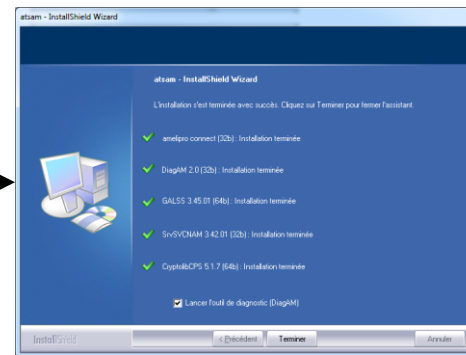 atsam - InstallShield Wizard
atsam - InstallShield Wizard
L'installation s'est terminée avec succès. Cliquez sur Terminer pour fermer l'assistant.
amelipro connect (32b) : Installation terminée
DiagAM 2.0 (32b) : Installation terminée
GALSS 3.45.01 (64b) : Installation terminée
SrvSVCNAM 3.42.01 (32b) : Installation terminée
CryptolibCPS 5.1.7 (64b) : Installation terminée
Lancer l'outil de diagnostic (DiagAM)
InstallShield < Précédent Terminer Annuler